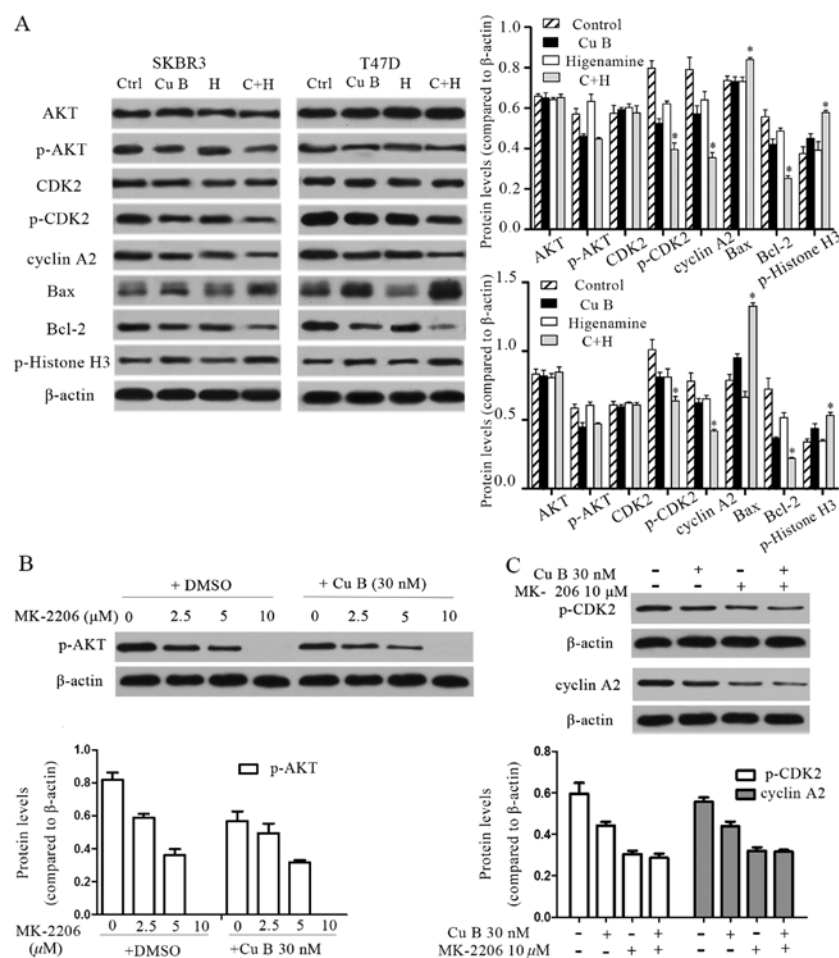 A
SKBR3
T47D
Ctrl Cu B H C+H
Ctrl Cu B H C+H
AKT
p-AKT
CDK2
p-CDK2
cyclin A2
Bax
Bcl-2
p-Histone H3
β-actin
Protein levels (compared to β-actin)
1.0
0.8
0.6
0.4
0.2
0.0
Control
Cu B
Higenamine
C+H
* * * * *
AKT
p-AKT
CDK2
p-CDK2
cyclin A2
Bax
Bcl-2
p-Histone H3
Protein levels (compared to β-actin)
1.5
1.0
0.5
0.0
Control
Cu B
Higenamine
C+H
* * * * *
AKT
p-AKT
CDK2
p-CDK2
cyclin A2
Bax
Bcl-2
p-Histone H3
B
+ DMSO
+ Cu B (30 nM)
MK-2206 (μM) 0 2.5 5 10 0 2.5 5 10
p-AKT
β-actin
Protein levels
(compared to β-actin)
1.0
0.8
0.6
0.4
0.2
0.0
p-AKT
0 2.5 5 10 0 2.5 5 10
MK-2206
(μM)
+DMSO
+Cu B 30 nM
C
Cu B 30 nM - + - +
MK- 206 10 μM - - + +
p-CDK2
β-actin
cyclin A2
β-actin
Protein levels
(compared to β-actin)
0.8
0.6
0.4
0.2
0.0
p-CDK2
cyclin A2
Cu B 30 nM - + - + - + - +
MK-2206 10 μM - - + + - - + +